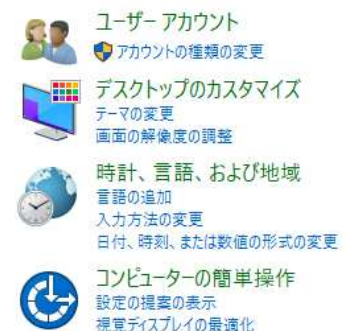 ユーザー アカウント
アカウントの種類の変更
デスクトップのカスタマイズ
テーマの変更
画面の解像度の調整
時計、言語、および地域
言語の追加
入力方法の変更
日付、時刻、または数値の形式の変更
コンピューターの簡単操作
設定の提案の表示
視覚ディスプレイの最適化